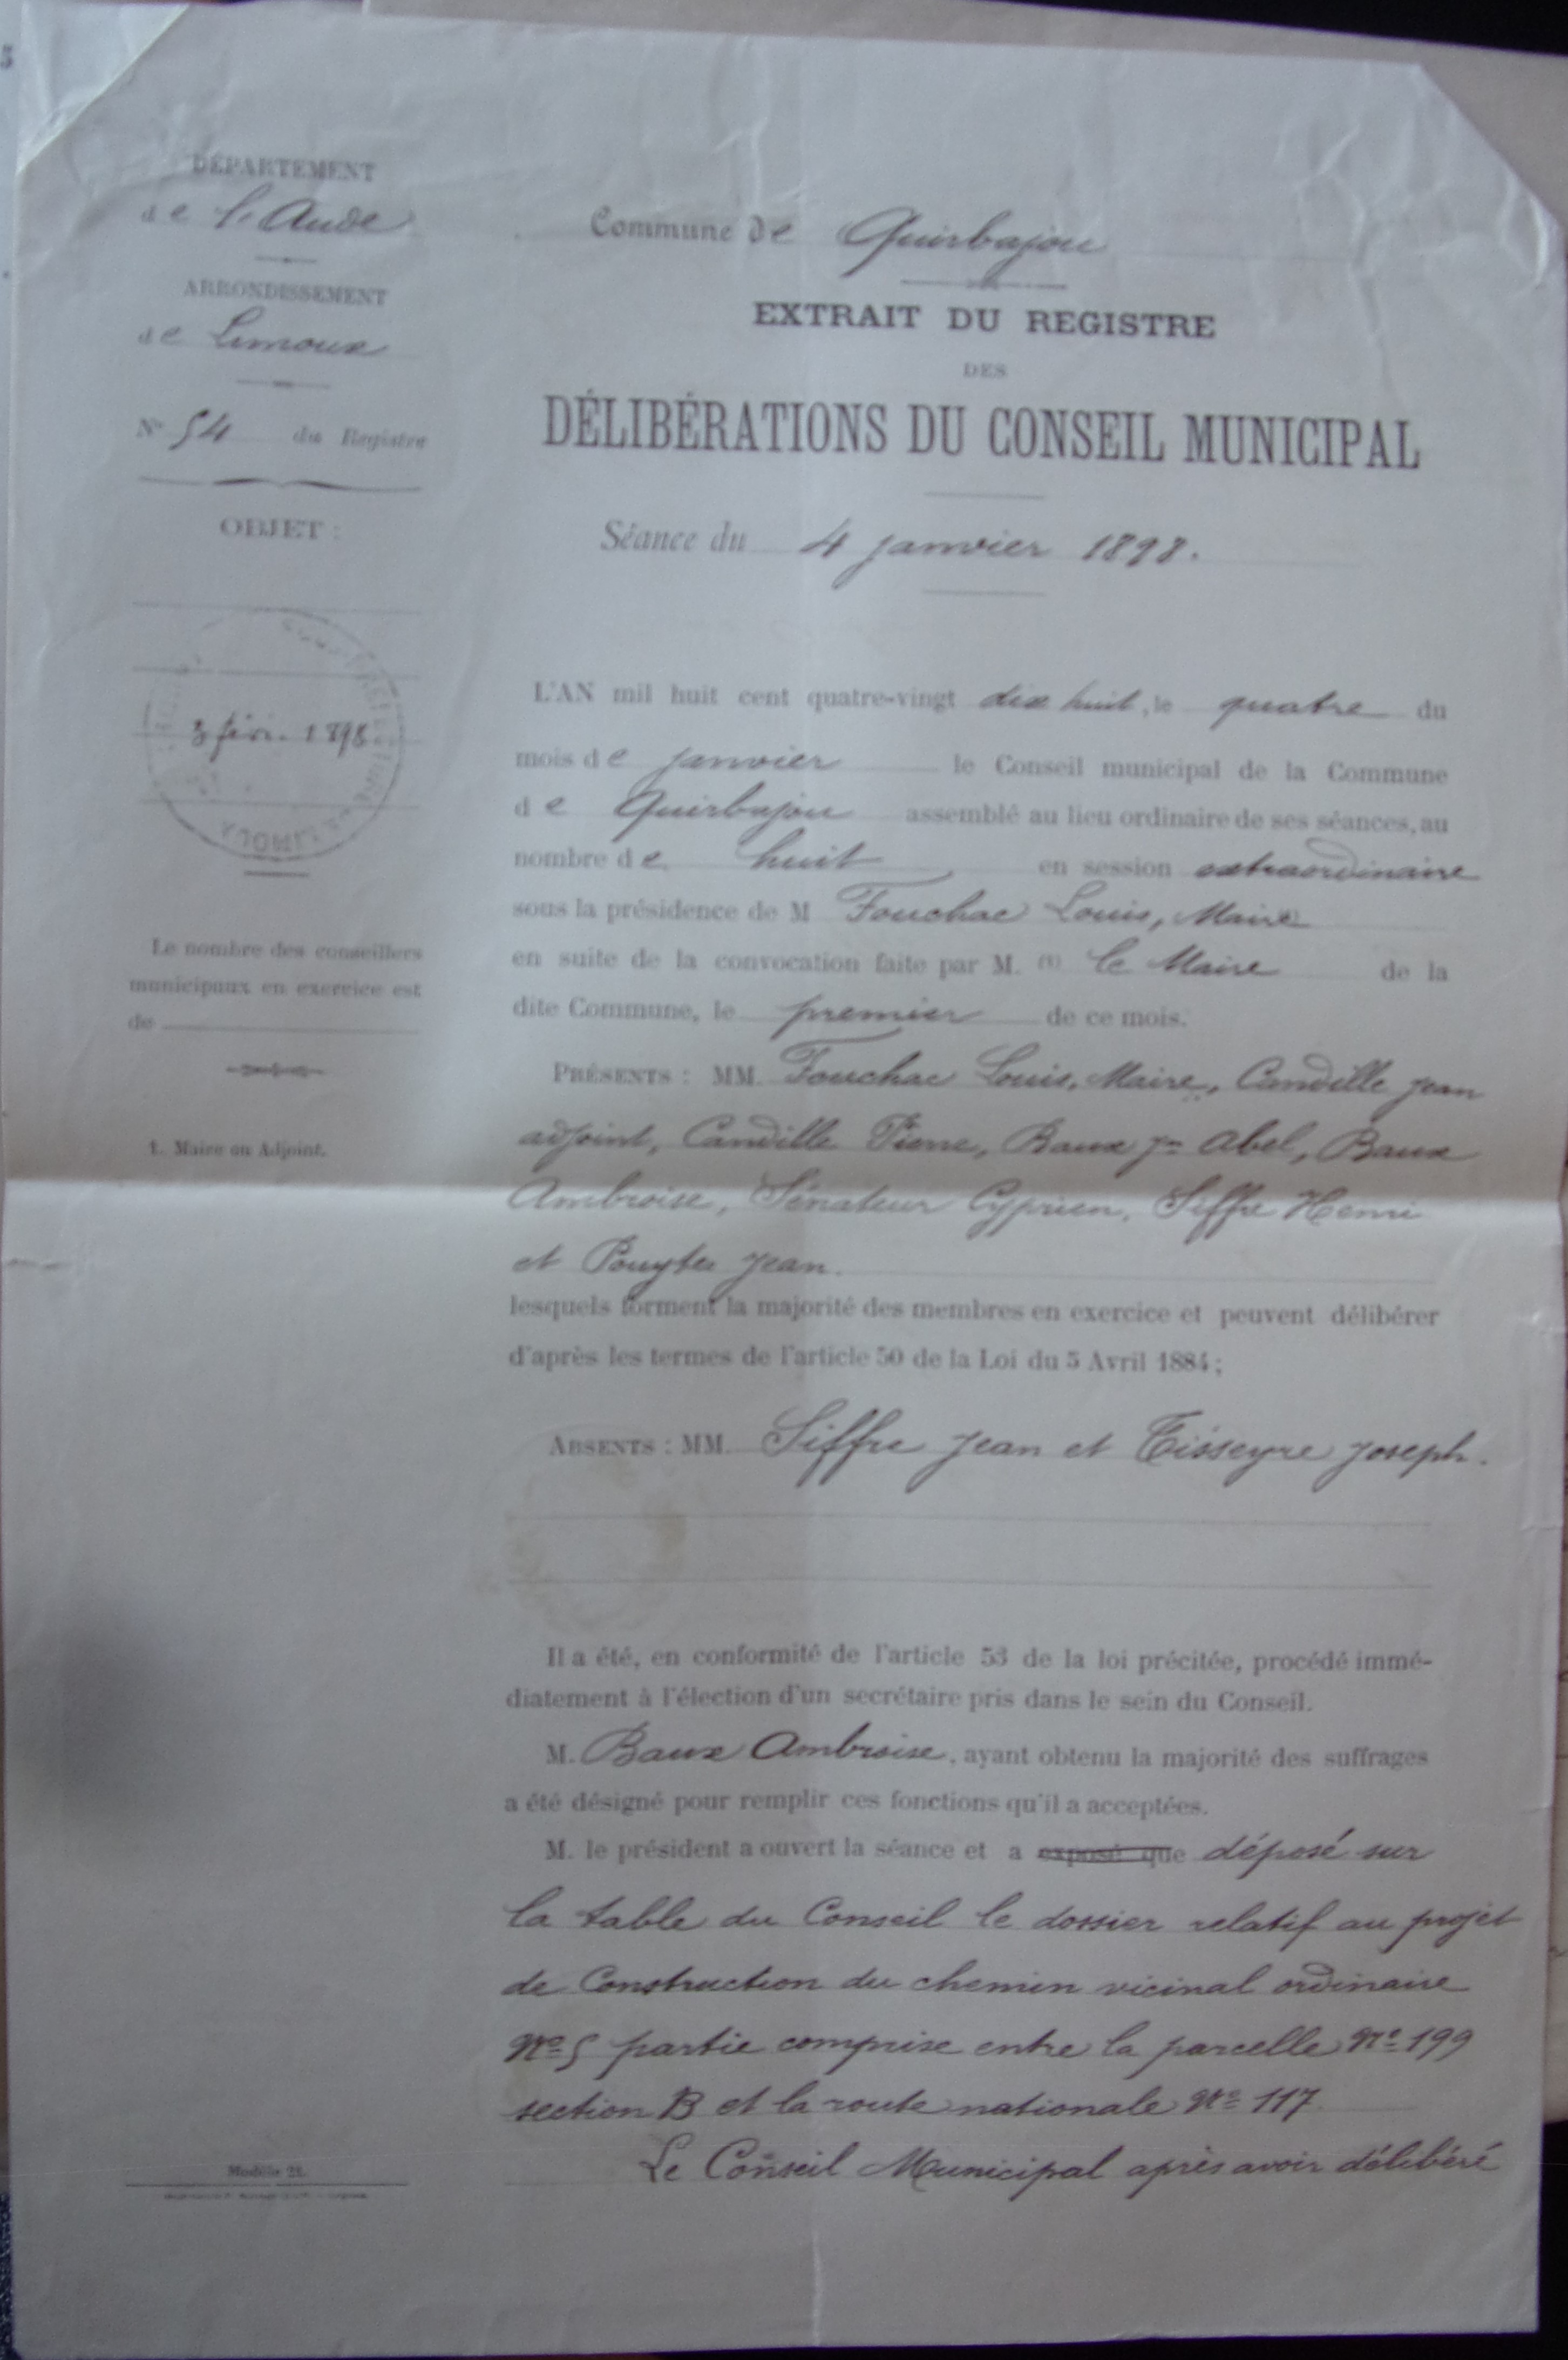 DÉPARTEMENT
de l'Aude
ARRONDISSEMENT
de Limoux
N° 54 du Registre
OBJET :
3 févr. 1898
Le nombre des conseillers
municipaux en exercice est
de
1. Maire ou Adjoint.
Modèle 21.
Commune de Quirbajou
EXTRAIT DU REGISTRE
DES
DÉLIBÉRATIONS DU CONSEIL MUNICIPAL
Séance du 4 janvier 1898.
L'AN mil huit cent quatre-vingt dix huit, le quatre du
mois de janvier le Conseil municipal de la Commune
de Quirbajou assemblé au lieu ordinaire de ses séances, au
nombre de huit en session extraordinaire
sous la présidence de M Fouchac Louis, Maire
en suite de la convocation faite par M. (1) le Maire de la
dite Commune, le premier de ce mois.
PRÉSENTS : MM. Fouchac Louis, Maire, Candille Jean
adjoint, Candille Pierre, Baux Jn Abel, Baux
Ambroise, Sénateur Cyprien, Siffre Henri
et Pouytes Jean.
lesquels forment la majorité des membres en exercice et peuvent délibérer
d'après les termes de l'article 50 de la Loi du 5 Avril 1884 ;
ABSENTS : MM. Siffre Jean et Tisseyre Joseph.
Il a été, en conformité de l'article 53 de la loi précitée, procédé immé-
diatement à l'élection d'un secrétaire pris dans le sein du Conseil.
M. Baux Ambroise, ayant obtenu la majorité des suffrages
a été désigné pour remplir ces fonctions qu'il a acceptées.
M. le président a ouvert la séance et a exposé que déposé sur
la table du Conseil le dossier relatif au projet
de Construction du chemin vicinal ordinaire
N° 5 partie comprise entre la parcelle N° 199
section B et la route nationale N° 117
Le Conseil Municipal après avoir délibéré